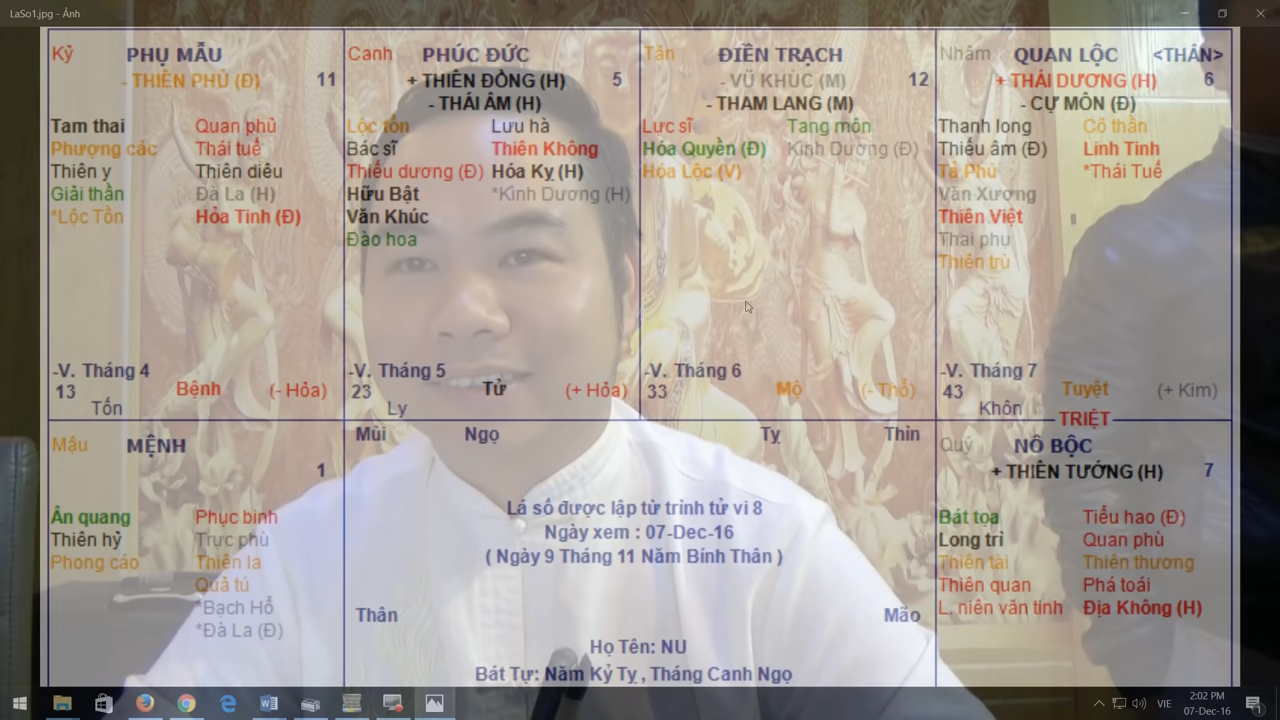 LaSo1.jpg - Ảnh
Kỷ PHỤ MẪU
- THIÊN PHỦ (Đ) 11
Tam thai Quan phủ
Phượng các Thái tuế
Thiên y Thiên diêu
Giải thần Đà La (H)
*Lộc Tồn Hỏa Tinh (Đ)
-V. Tháng 4
13 Bệnh (- Hỏa)
Tốn
Canh PHÚC ĐỨC
+ THIÊN ĐỒNG (H) 5
- THÁI ÂM (H)
Lộc tồn Lưu hà
Bác sĩ Thiên Không
Thiếu dương (Đ) Hóa Kỵ (H)
Hữu Bật *Kình Dương (H)
Văn Khúc
Đào hoa
-V. Tháng 5
23 Tử (+ Hỏa)
Ly
Tân ĐIỀN TRẠCH
- VŨ KHÚC (M) 12
- THAM LANG (M)
Lực sĩ Tang môn
Hóa Quyền (Đ) Kình Dương (Đ)
Hóa Lộc (V)
-V. Tháng 6
33 Mộ (- Thổ)
Nhâm QUAN LỘC <THÂN>
+ THÁI DƯƠNG (H) 6
- CỰ MÔN (Đ)
Thanh long Cô thần
Thiếu âm (Đ) Linh Tinh
Tả Phù *Thái Tuế
Văn Xương
Thiên Việt
Thai phụ
Thiên trù
-V. Tháng 7
43 Tuyệt (+ Kim)
Khôn
TRIỆT
Mậu MỆNH
1
Ân quang Phục binh
Thiên hỷ Trực phù
Phong cáo Thiên la
Quả tú
*Bạch Hổ
*Đà La (Đ)
Mùi Ngọ Tỵ Thìn
Lá số được lập từ trình tử vi 8
Ngày xem : 07-Dec-16
( Ngày 9 Tháng 11 Năm Bính Thân )
Thân Mão
Họ Tên: NU
Bát Tự: Năm Kỷ Tỵ , Tháng Canh Ngọ
Quý NÔ BỘC
+ THIÊN TƯỚNG (H) 7
Bát tọa Tiểu hao (Đ)
Long trì Quan phù
Thiên tài Thiên thương
Thiên quan Phá toái
L. niên văn tinh Địa Không (H)
VIE
2:02 PM
07-Dec-16
1